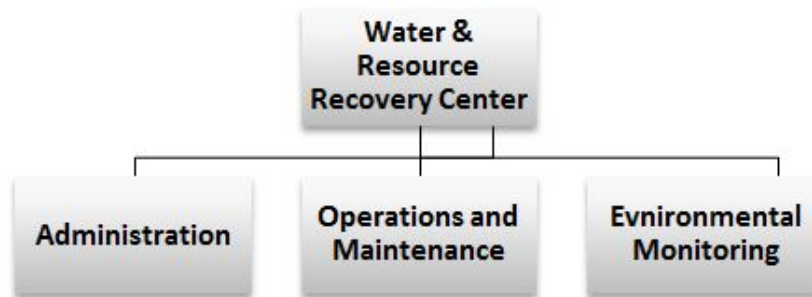 Water &
Resource
Recovery Center
Administration
Operations and
Maintenance
Evnironmental
Monitoring